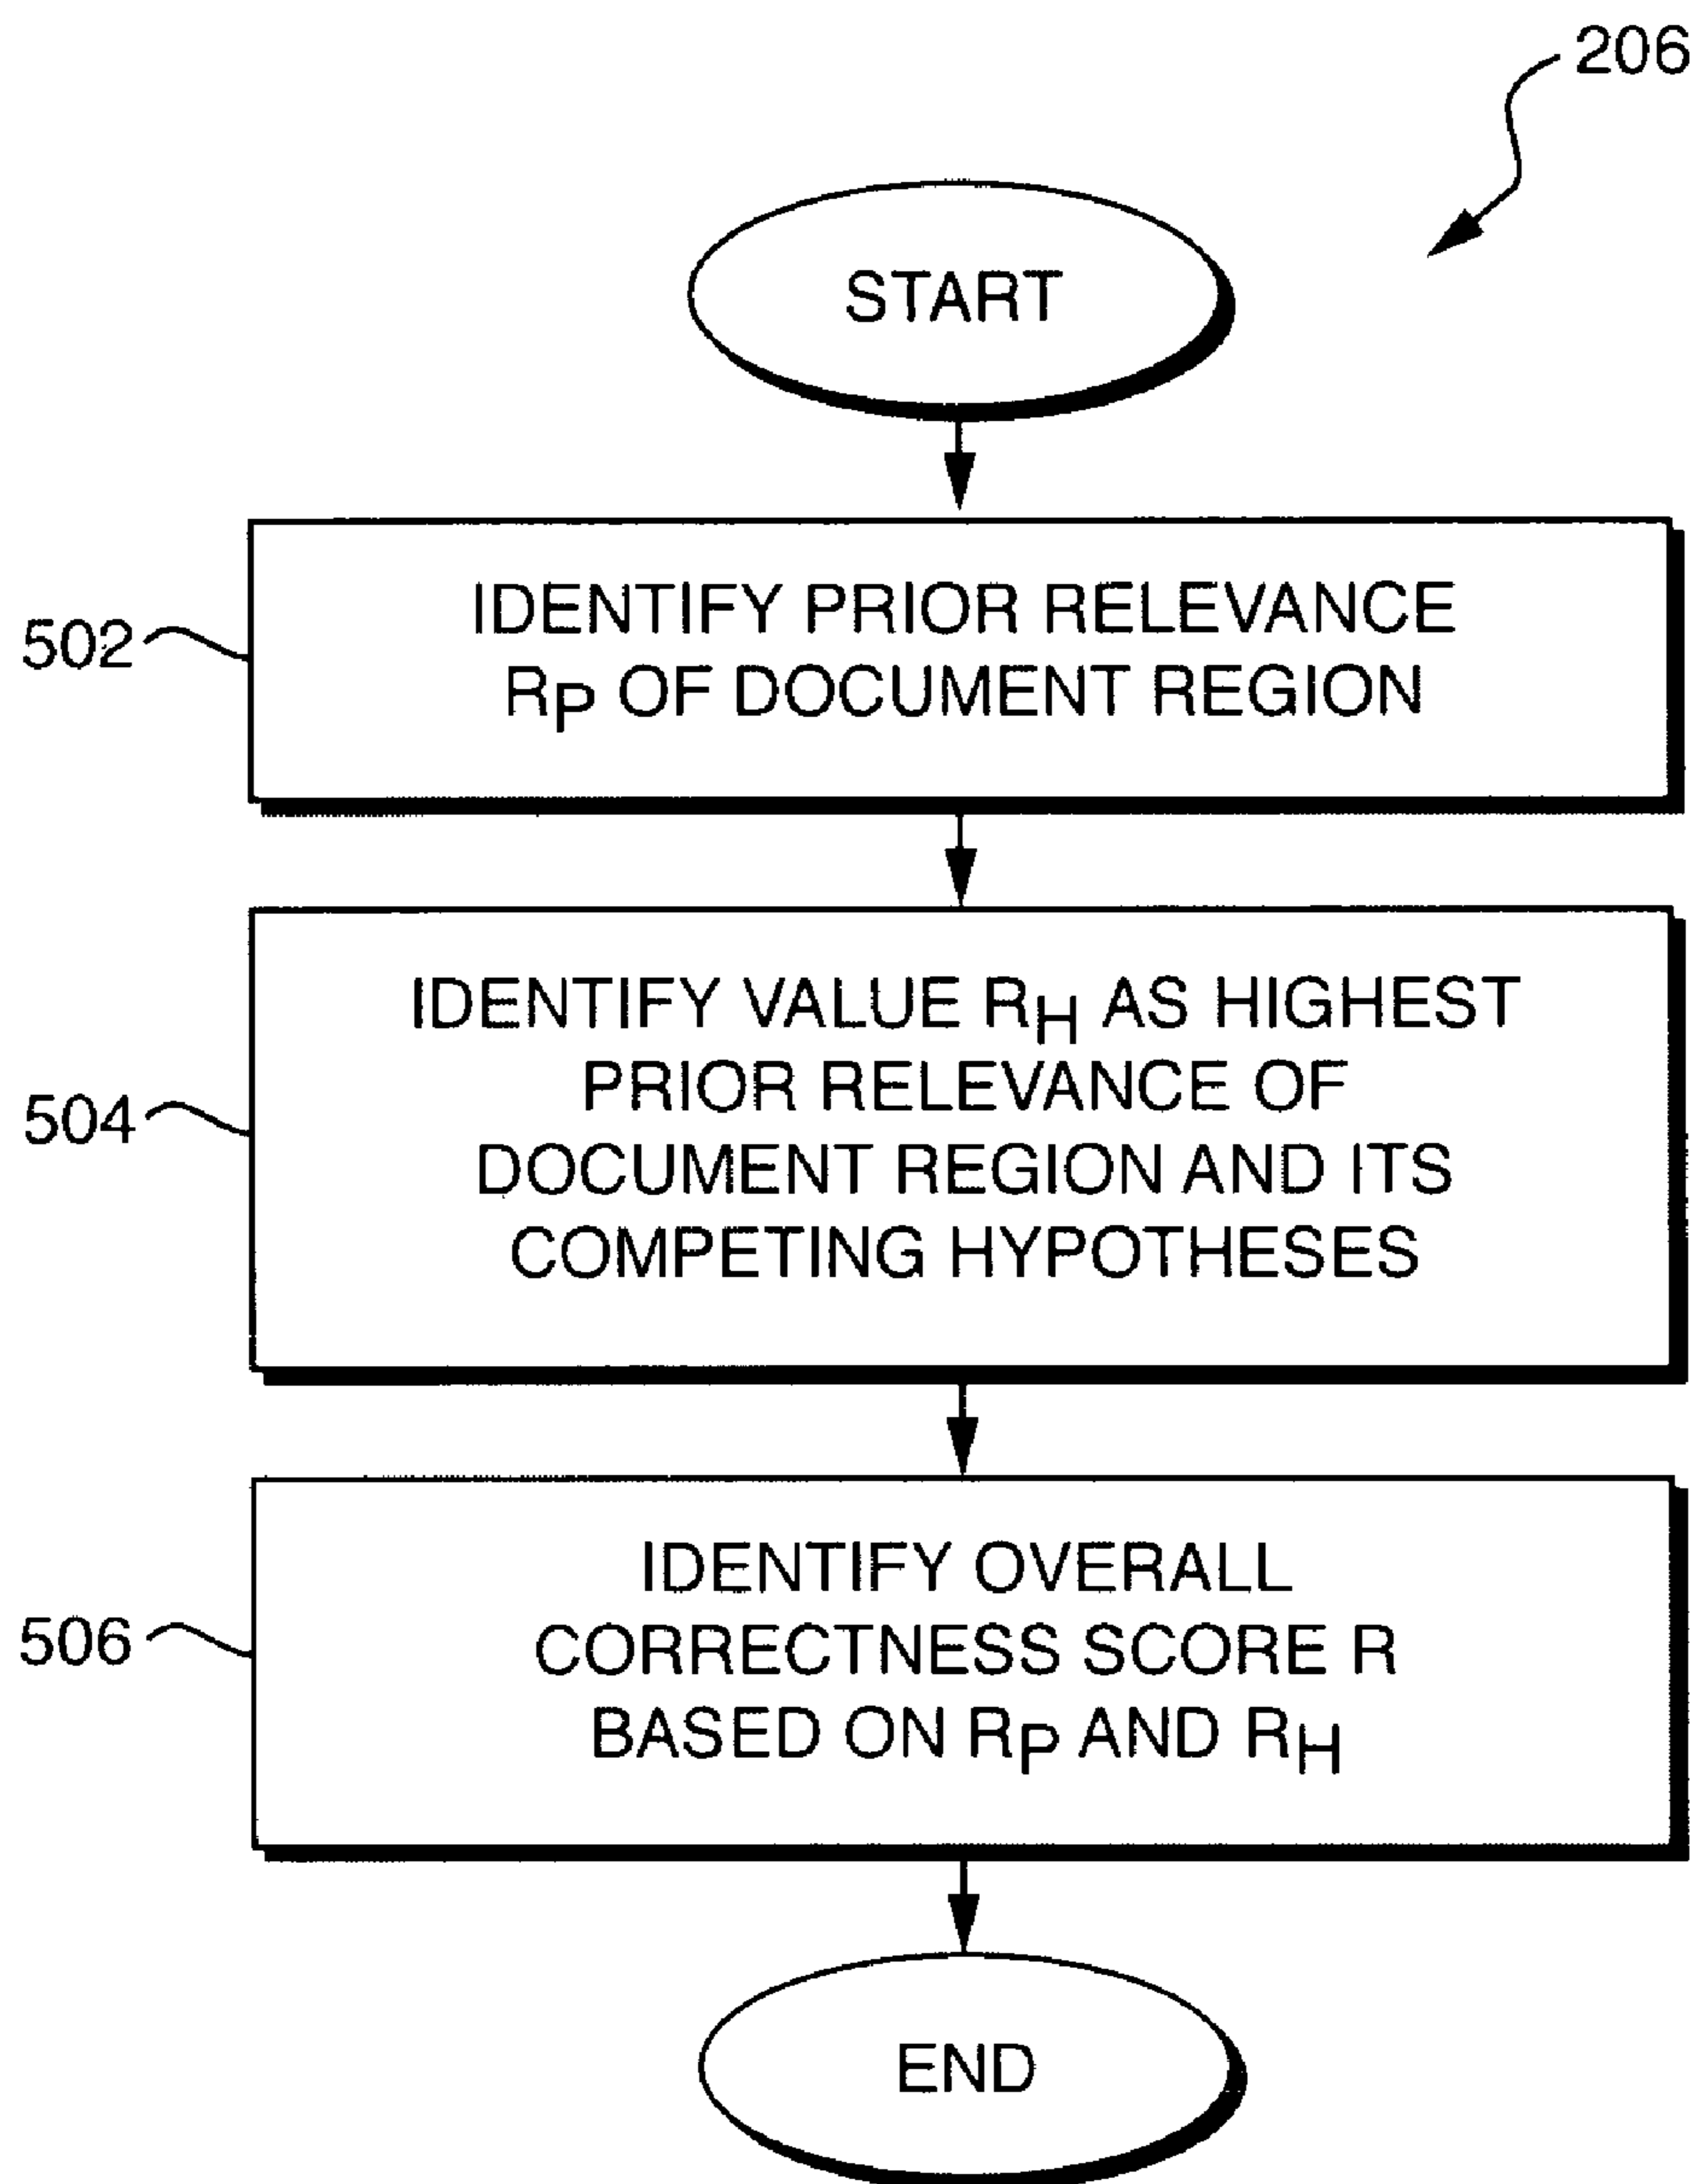 206
START
502
IDENTIFY PRIOR RELEVANCE
RP OF DOCUMENT REGION
504
IDENTIFY VALUE RH AS HIGHEST
PRIOR RELEVANCE OF
DOCUMENT REGION AND ITS
COMPETING HYPOTHESES
506
IDENTIFY OVERALL
CORRECTNESS SCORE R
BASED ON RP AND RH
END